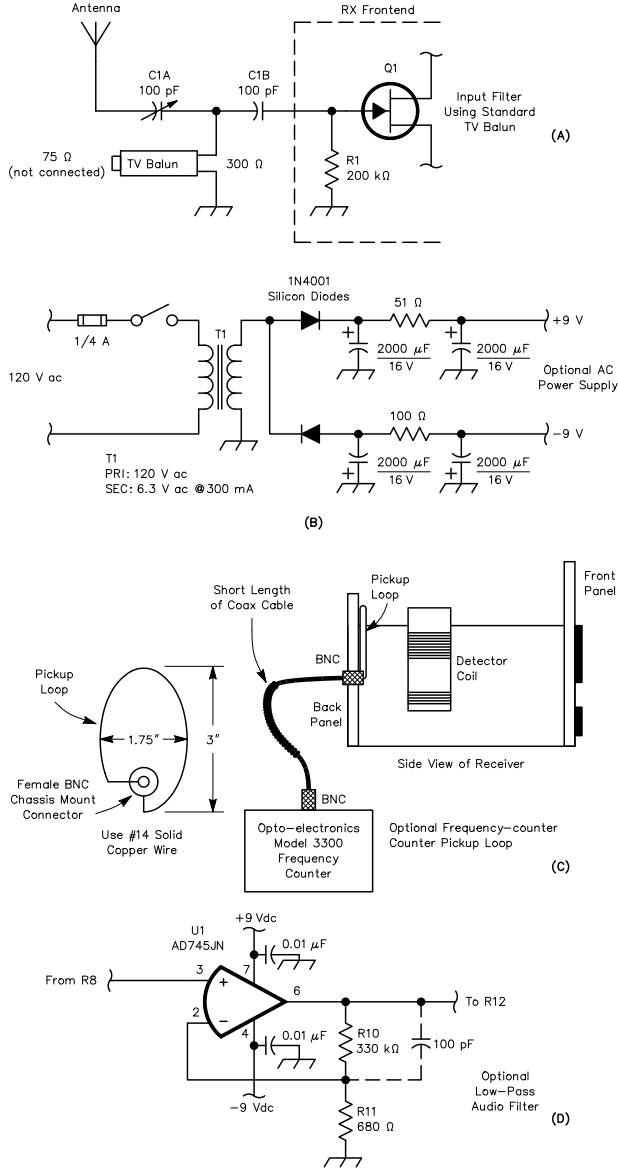 Antenna
RX Frontend
C1A
100 pF
C1B
100 pF
Q1
Input Filter
Using Standard
TV Balun
(A)
75 Ω
(not connected)
TV Balun
300 Ω
R1
200 kΩ
1N4001
Silicon Diodes
51 Ω
+9 V
1/4 A
T1
+
2000 µF
16 V
+
2000 µF
16 V
120 V ac
Optional AC
Power Supply
100 Ω
-9 V
T1
PRI: 120 V ac
SEC: 6.3 V ac @300 mA
+
2000 µF
16 V
+
2000 µF
16 V
(B)
Short Length
of Coax Cable
Pickup
Loop
Front
Panel
Pickup
Loop
BNC
Detector
Coil
Back
Panel
1.75"
3"
Side View of Receiver
Female BNC
Chassis Mount
Connector
BNC
Use #14 Solid
Copper Wire
Opto-electronics
Model 3300
Frequency
Counter
Optional Frequency-counter
Counter Pickup Loop
(C)
+9 Vdc
U1
AD745JN
0.01 µF
From R8
3
+
7
6
To R12
2
−
4
0.01 µF
R10
330 kΩ
100 pF
-9 Vdc
R11
680 Ω
Optional
Low-Pass
Audio Filter
(D)